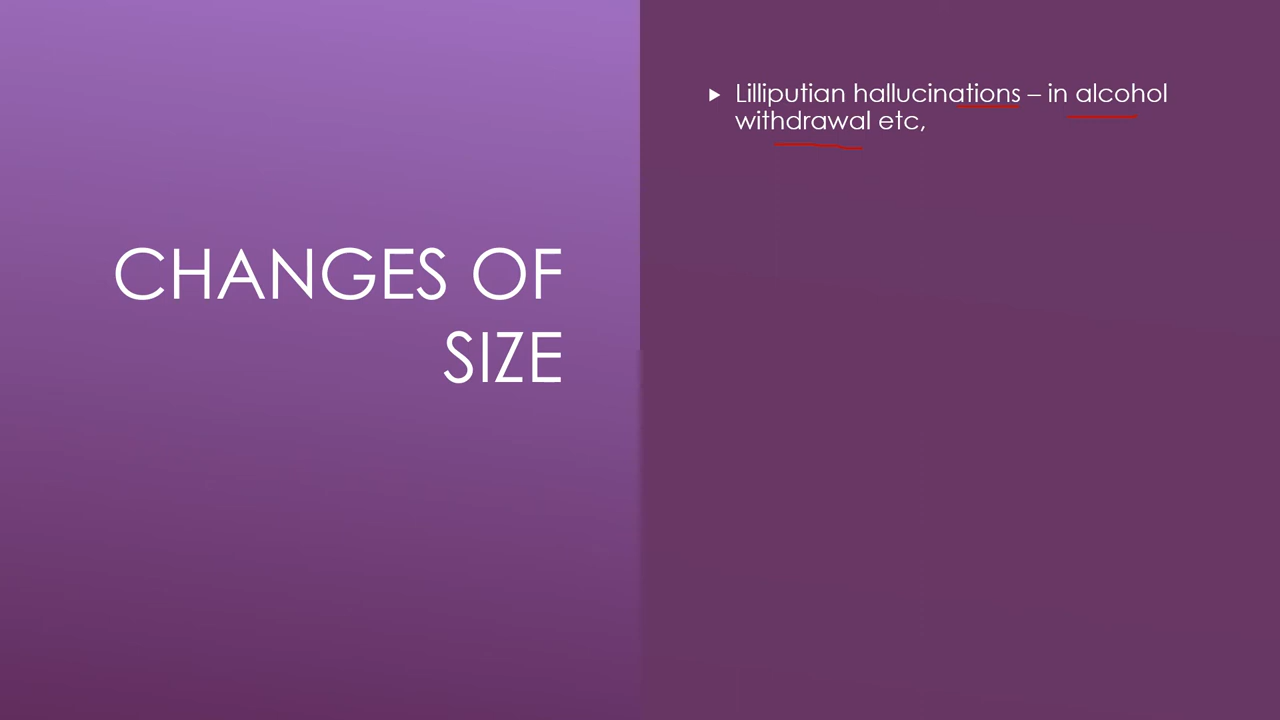 CHANGES OF
SIZE
Lilliputian hallucinations – in alcohol
withdrawal etc,